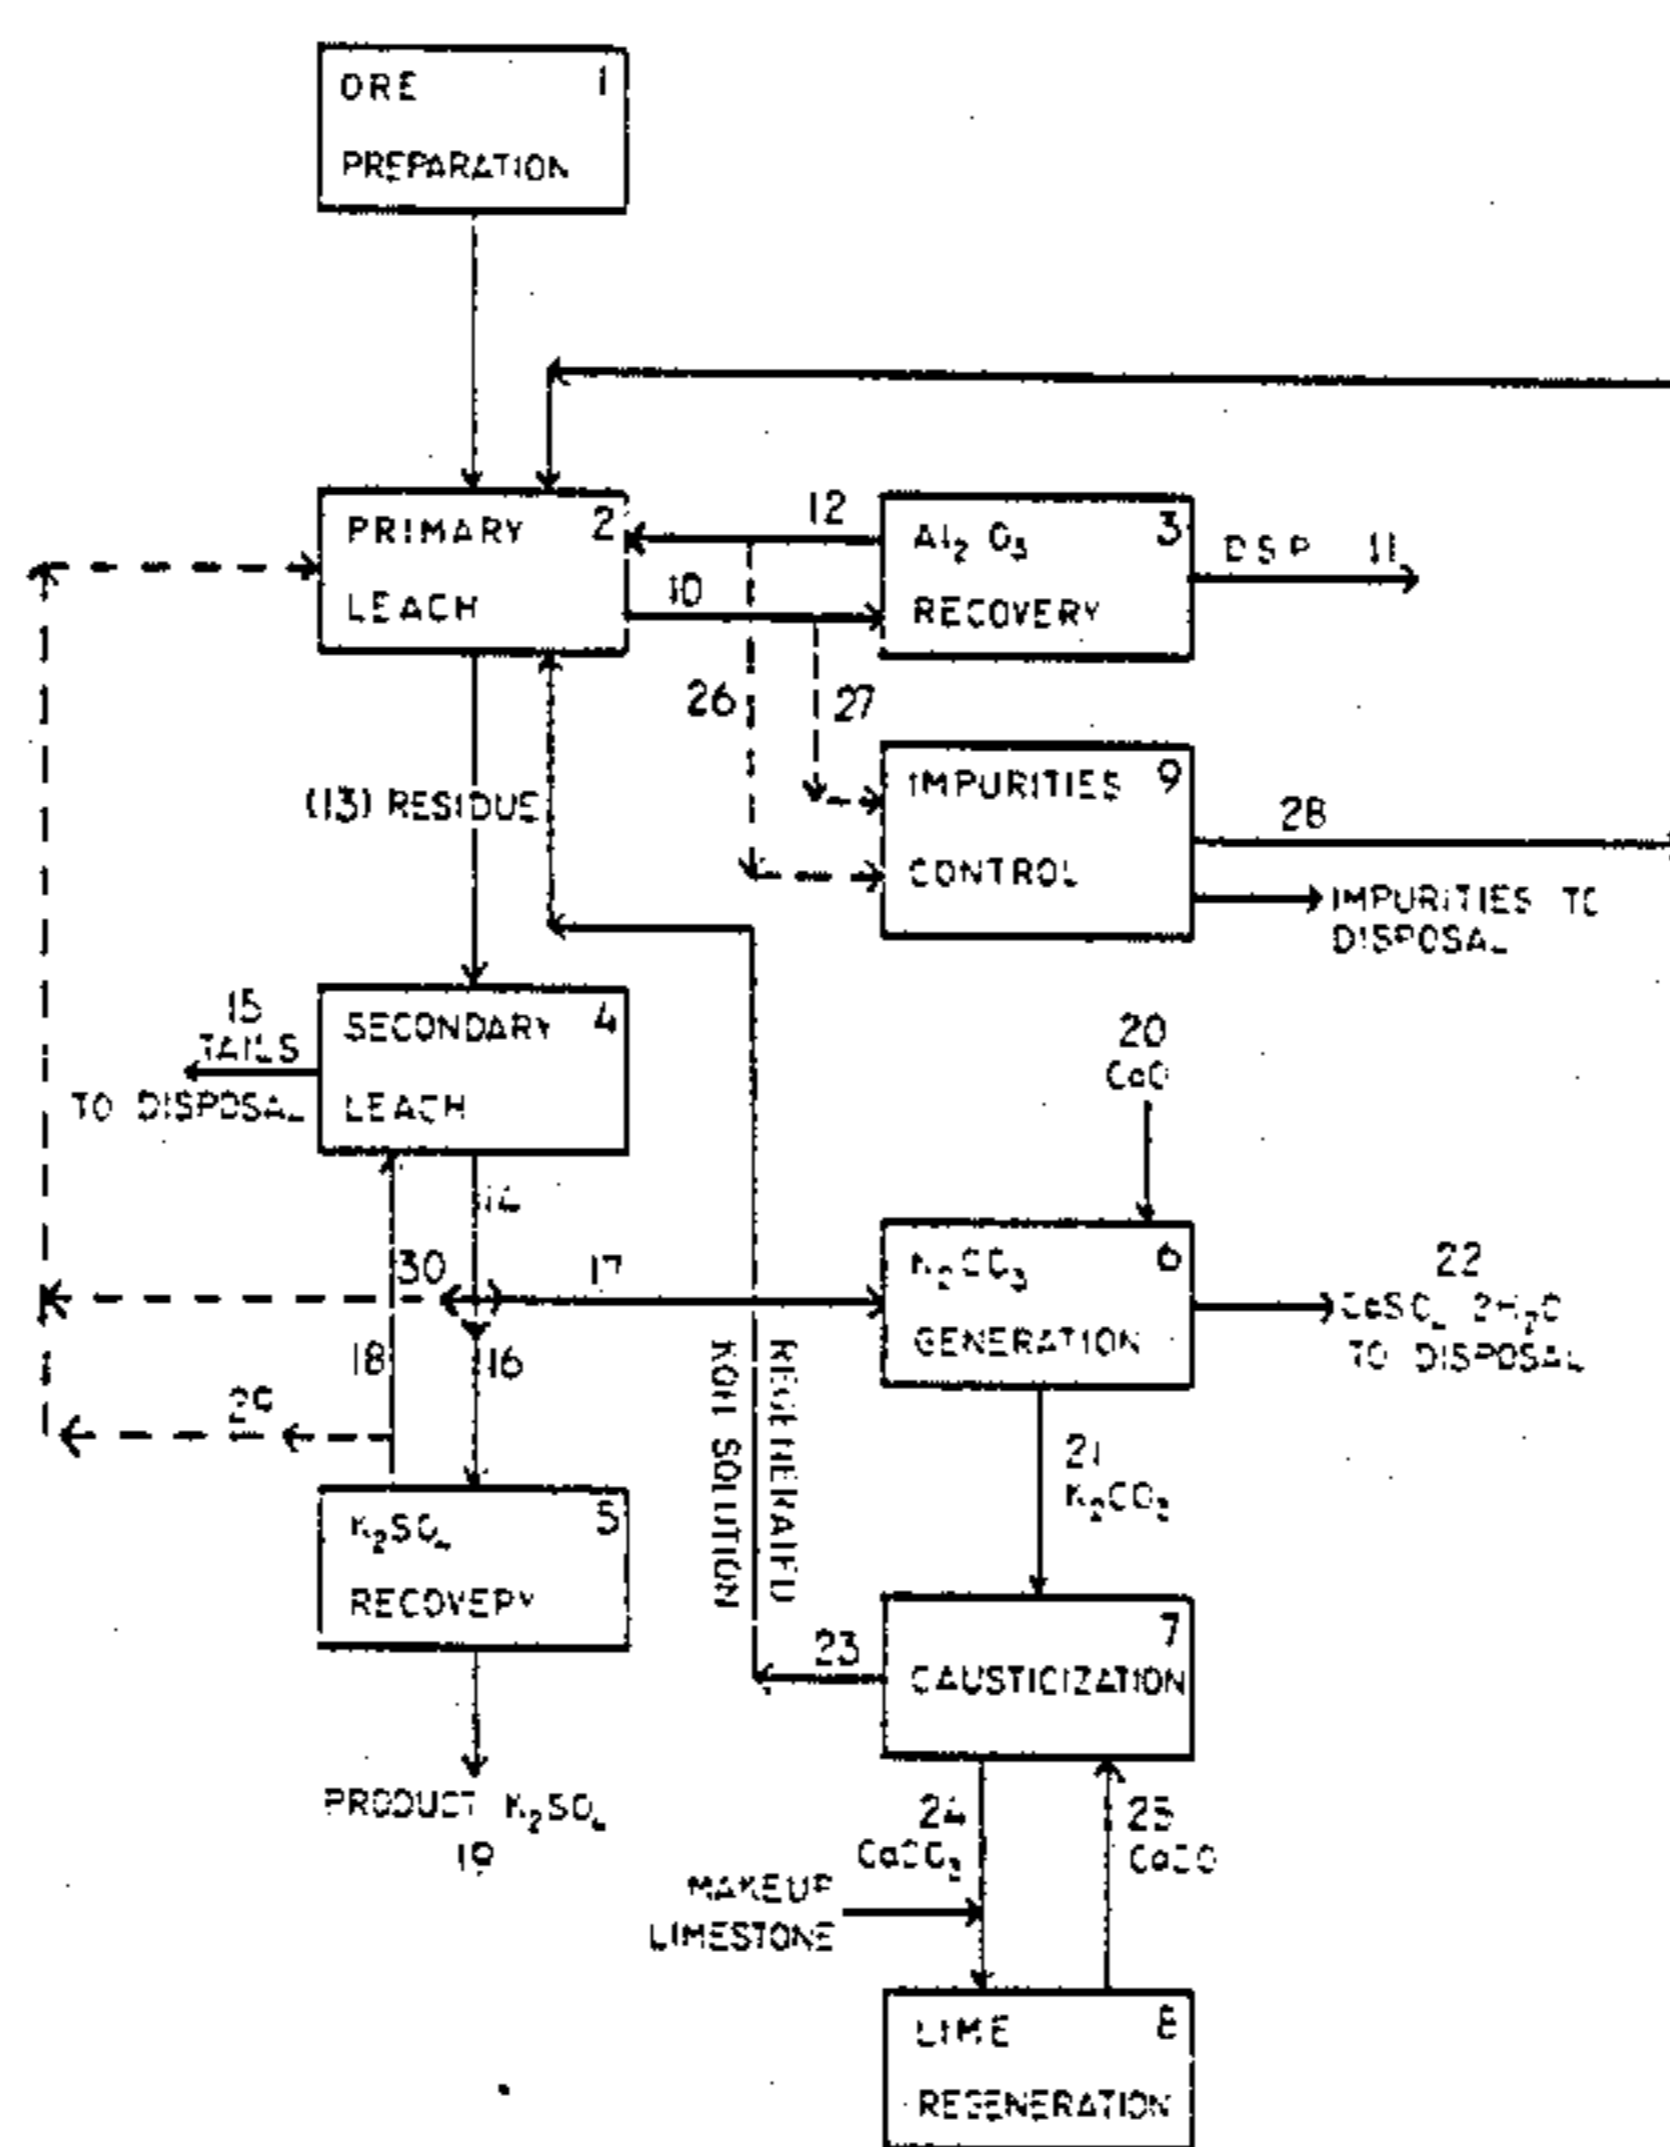 ORE 1
PREPARATION
PRIMARY 2
LEACH
12
10
Al₂ O₃ 3
RECOVERY
DSP 11
26
27
IMPURITIES 9
CONTROL
28
IMPURITIES TO
DISPOSAL
(13) RESIDUE
15
TAILS
TO DISPOSAL
SECONDARY 4
LEACH
14
20
CaO
30
17
K₂CO₃ 6
GENERATION
22
CaSO₄ 2H₂O
TO DISPOSAL
18
16
29
REGENERATED
KOH SOLUTION
21
K₂CO₃
K₂SO₄ 5
RECOVERY
23
7
CAUSTICIZATION
PRODUCT K₂SO₄
19
24
CaCO₃
25
MAKEUP
LIMESTONE
LIME 8
REGENERATION